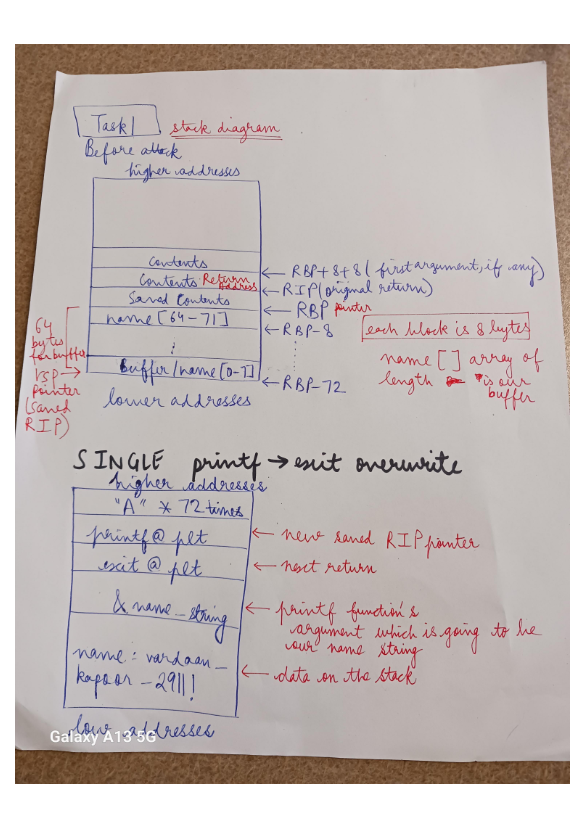 Task 1 stack diagram
Before attack
higher addresses
Contents
Contents Return address
Saved Contents
name [64-71]
⋮
buffer/name[0-7]
lower addresses
← RBP+8+8 (first argument, if any)
← RIP (original return)
← RBP pointer
← RBP-8
← RBP-72
each block is 8 bytes
name [] array of
length is our
buffer
64
bytes
for buffer
rsp →
pointer
(saved
RIP)
SINGLE printf → exit overwrite
higher addresses
"A" * 72 times
printf@plt ← new saved RIP pointer
exit @ plt ← next return
& name_string ← printf function's
argument which is going to be
our name string
name: vardaan_
kapoor - 2911! ← data on the stack
low addresses
Galaxy A13 5G